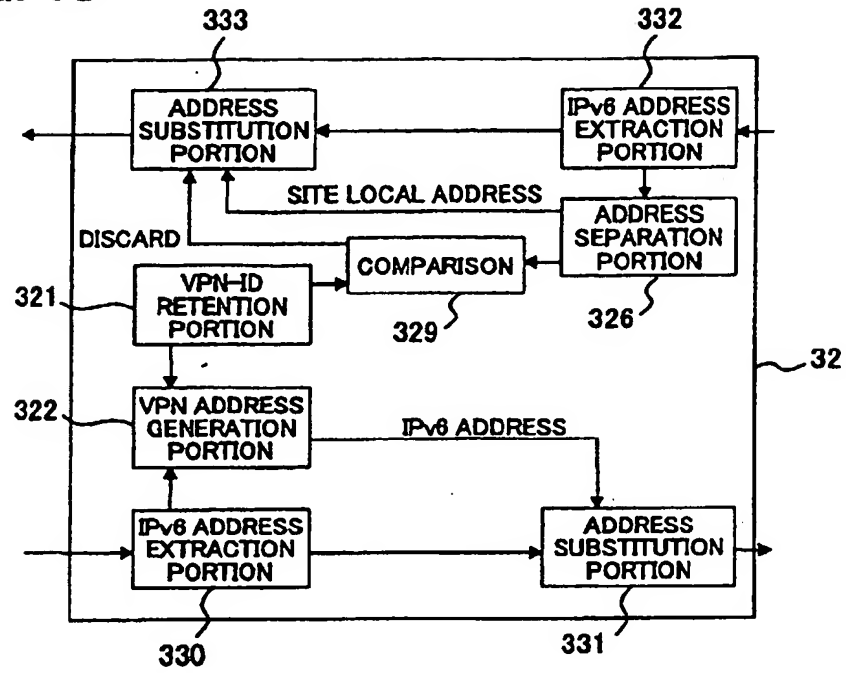 333
332
ADDRESS
SUBSTITUTION
PORTION
IPv6 ADDRESS
EXTRACTION
PORTION
SITE LOCAL ADDRESS
ADDRESS
SEPARATION
PORTION
DISCARD
COMPARISON
321
VPN-ID
RETENTION
PORTION
329
326
32
322
VPN ADDRESS
GENERATION
PORTION
IPv6 ADDRESS
IPv6 ADDRESS
EXTRACTION
PORTION
ADDRESS
SUBSTITUTION
PORTION
330
331